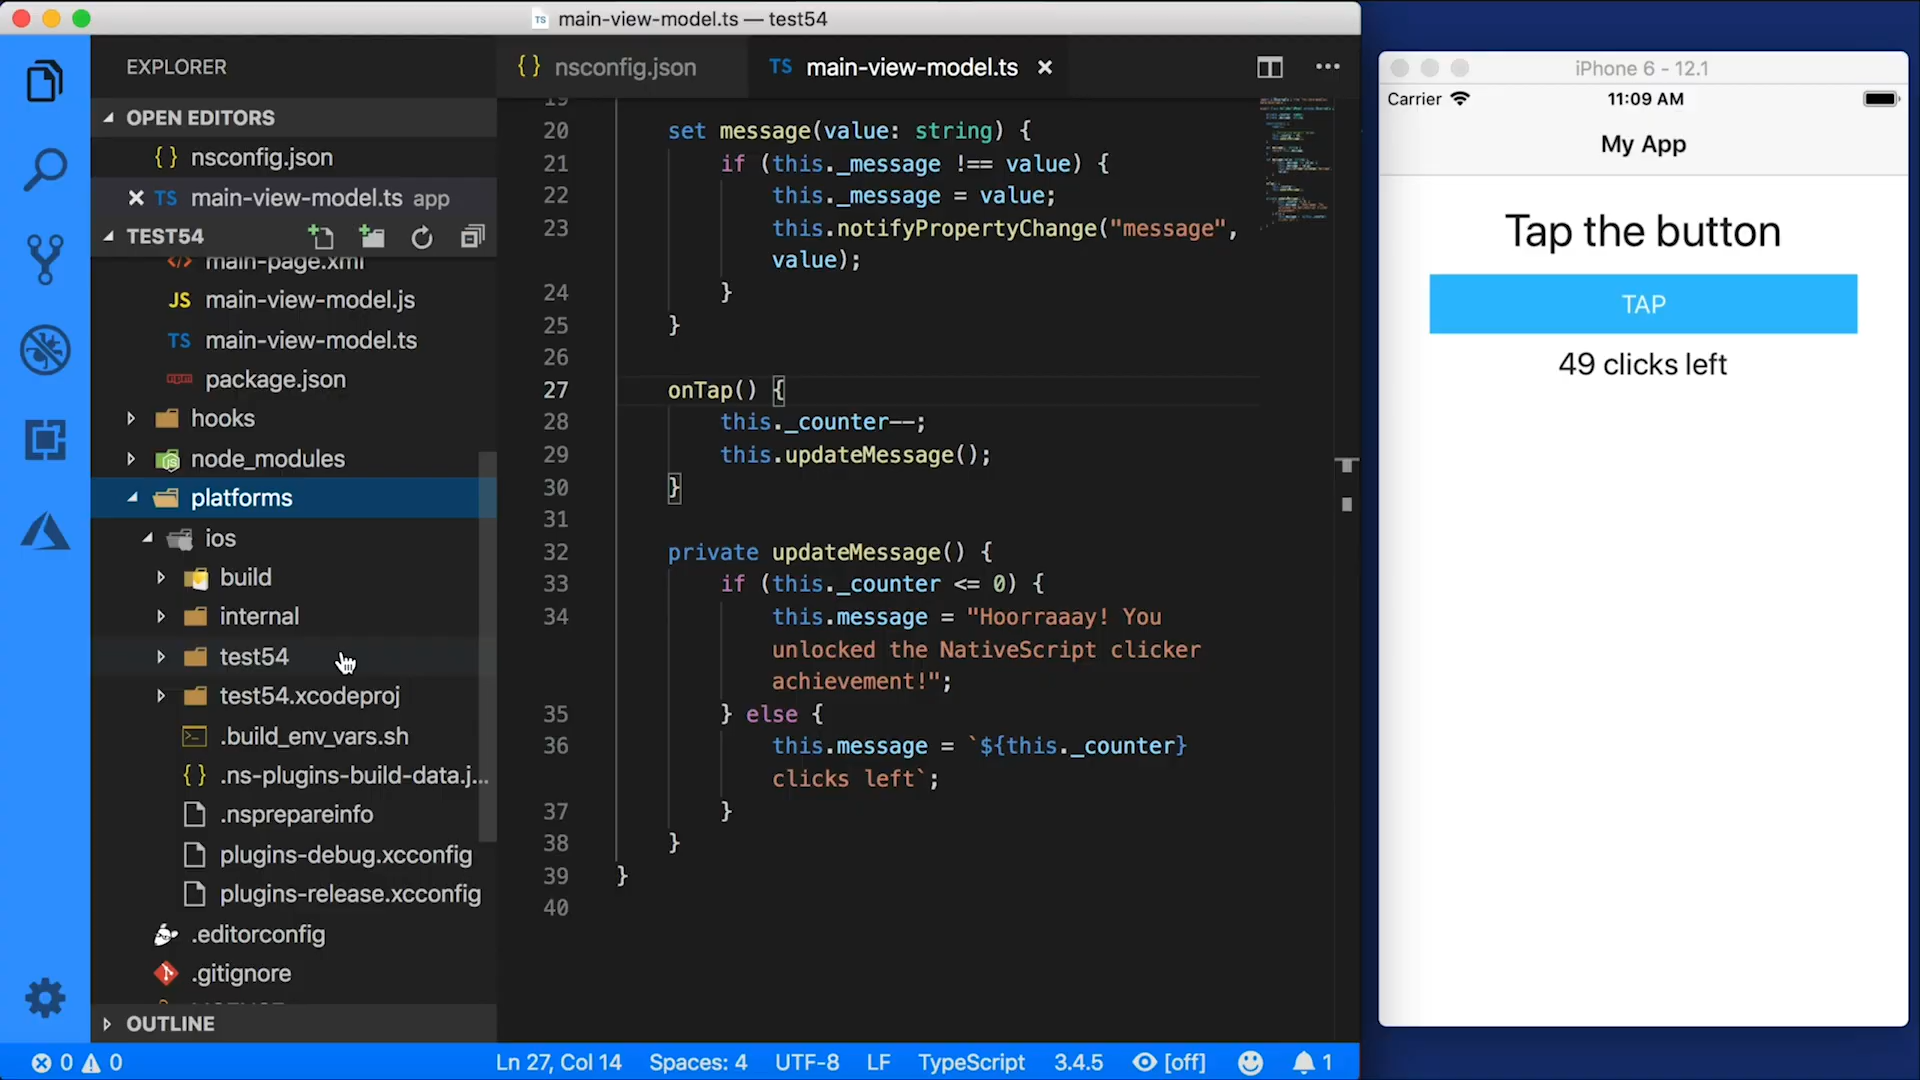 TS main-view-model.ts — test54
EXPLORER
OPEN EDITORS
{ } nsconfig.json
TS main-view-model.ts app
TEST54
main-page.xml
JS main-view-model.js
TS main-view-model.ts
npm package.json
hooks
JS node_modules
platforms
ios
build
internal
test54
test54.xcodeproj
.build_env_vars.sh
{ } .ns-plugins-build-data.j...
.nsprepareinfo
plugins-debug.xcconfig
plugins-release.xcconfig
.editorconfig
.gitignore
OUTLINE
{ } nsconfig.json
TS main-view-model.ts
19
20 set message(value: string) {
21 if (this._message !== value) {
22 this._message = value;
23 this.notifyPropertyChange("message",
value);
24 }
25 }
26
27 onTap() {
28 this._counter--;
29 this.updateMessage();
30 }
31
32 private updateMessage() {
33 if (this._counter <= 0) {
34 this.message = "Hoorraaay! You
unlocked the NativeScript clicker
achievement!";
35 } else {
36 this.message = `${this._counter}
clicks left`;
37 }
38 }
39 }
40
0 0 Ln 27, Col 14 Spaces: 4 UTF-8 LF TypeScript 3.4.5 [off] 1
iPhone 6 - 12.1
Carrier 11:09 AM
My App
Tap the button
TAP
49 clicks left